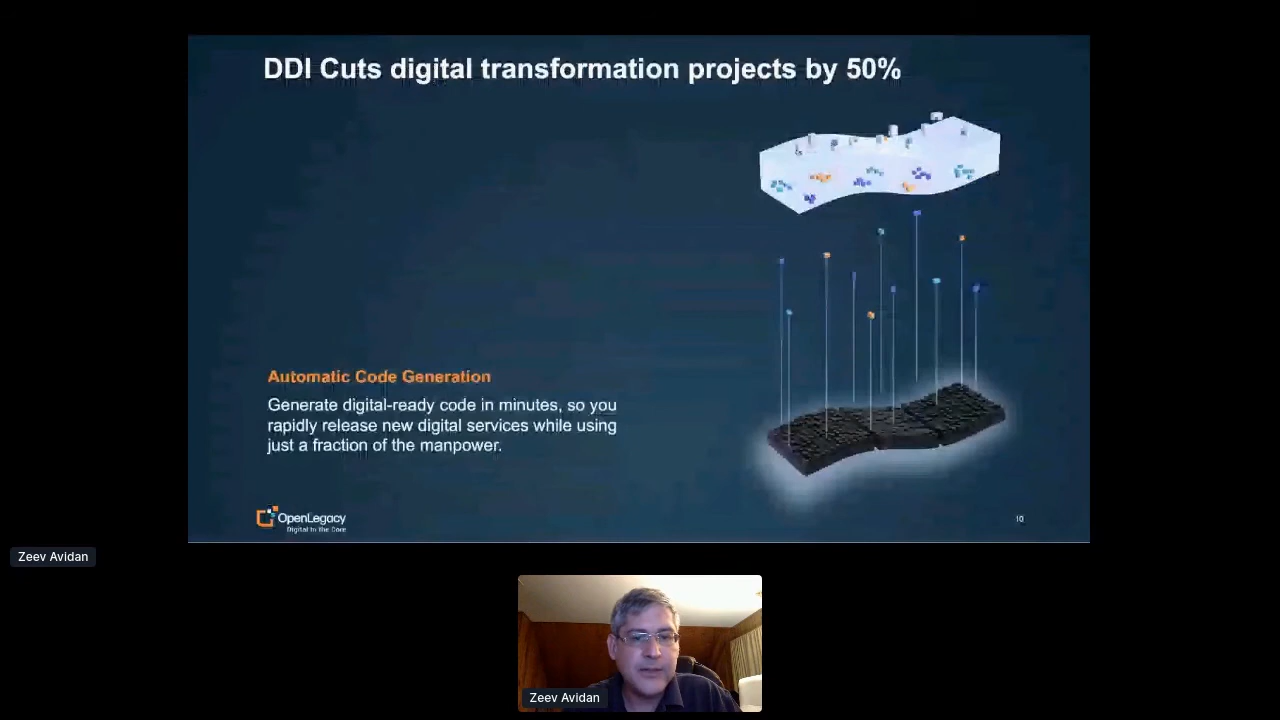 DDI Cuts digital transformation projects by 50%
Automatic Code Generation
Generate digital-ready code in minutes, so you
rapidly release new digital services while using
just a fraction of the manpower.
OpenLegacy
Digital to the Core
10
Zeev Avidan
Zeev Avidan